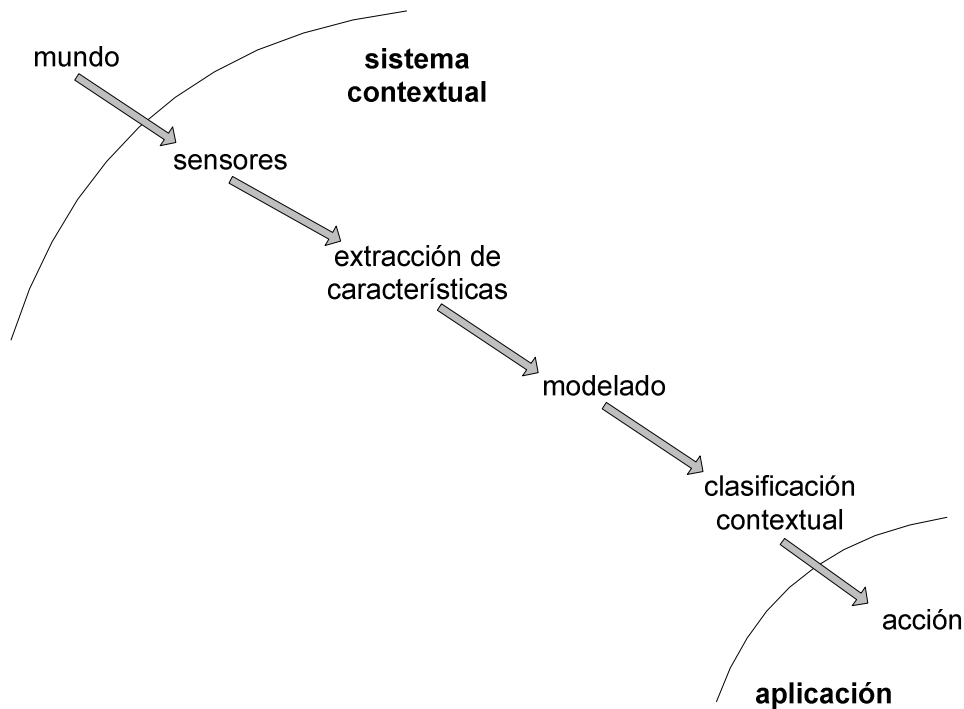 mundo
sistema
contextual
sensores
extracción de
características
modelado
clasificación
contextual
acción
aplicación